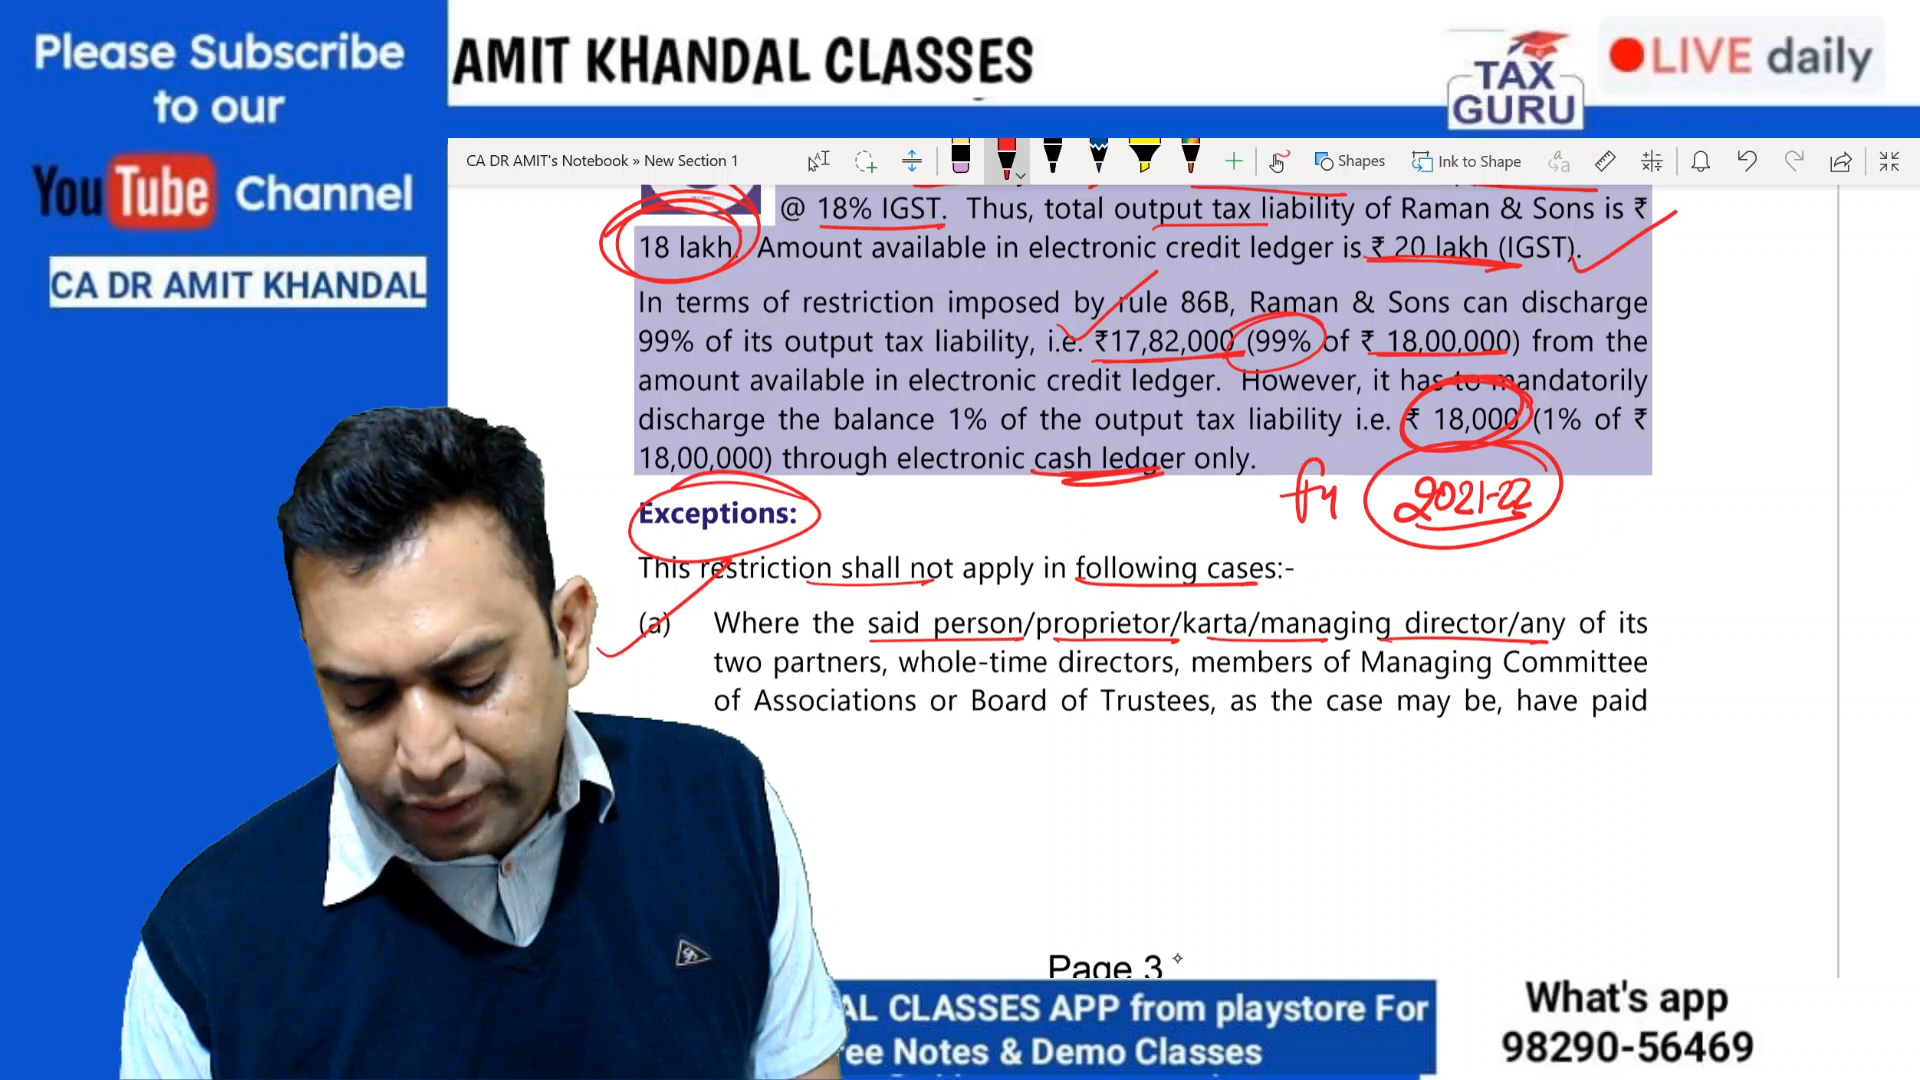 Please Subscribe
to our
YouTube Channel
CA DR AMIT KHANDAL
AMIT KHANDAL CLASSES
TAX
GURU
LIVE daily
CA DR AMIT's Notebook » New Section 1
Shapes
Ink to Shape
@ 18% IGST. Thus, total output tax liability of Raman & Sons is ₹
18 lakh. Amount available in electronic credit ledger is ₹ 20 lakh (IGST).
In terms of restriction imposed by rule 86B, Raman & Sons can discharge
99% of its output tax liability, i.e. ₹17,82,000 (99% of ₹ 18,00,000) from the
amount available in electronic credit ledger. However, it has to mandatorily
discharge the balance 1% of the output tax liability i.e. ₹ 18,000 (1% of ₹
18,00,000) through electronic cash ledger only.
fy 2021-22
Exceptions:
This restriction shall not apply in following cases:-
(a) Where the said person/proprietor/karta/managing director/any of its
two partners, whole-time directors, members of Managing Committee
of Associations or Board of Trustees, as the case may be, have paid
Page 3
AL CLASSES APP from playstore For
ree Notes & Demo Classes
What's app
98290-56469